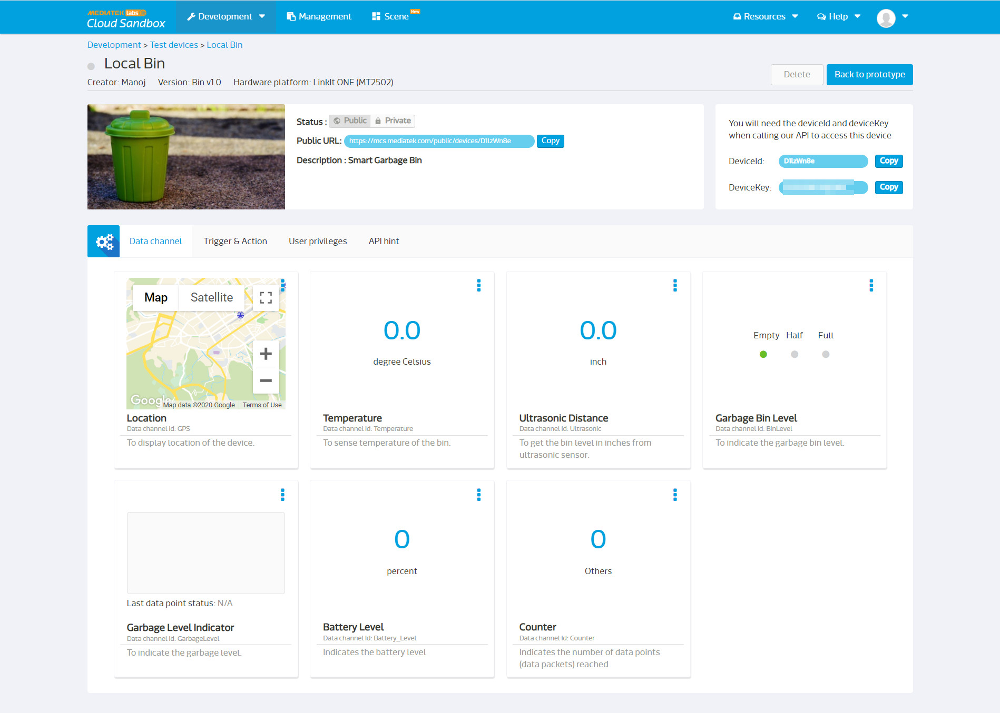 MEDIATEK labs
Cloud Sandbox
Development
Management
Scene
New
Resources
Help
Development > Test devices > Local Bin
Local Bin
Creator: Manoj Version: Bin v1.0 Hardware platform: LinkIt ONE (MT2502)
Delete
Back to prototype
Status : Public Private
Public URL: https://mcs.mediatek.com/public/devices/D1lzWn8e Copy
Description : Smart Garbage Bin
You will need the deviceId and deviceKey
when calling our API to access this device
DeviceId: D1lzWn8e Copy
DeviceKey: Copy
Data channel Trigger & Action User privileges API hint
Map Satellite
Google
Map data ©2020 Google Terms of Use
Location
Data channel Id: GPS
To display location of the device.
0.0
degree Celsius
Temperature
Data channel Id: Temperature
To sense temperature of the bin.
0.0
inch
Ultrasonic Distance
Data channel Id: Ultrasonic
To get the bin level in inches from
ultrasonic sensor.
Empty Half Full
Garbage Bin Level
Data channel Id: BinLevel
To indicate the garbage bin level.
Last data point status: N/A
Garbage Level Indicator
Data channel Id: GarbageLevel
To indicate the garbage level.
0
percent
Battery Level
Data channel Id: Battery_Level
Indicates the battery level
0
Others
Counter
Data channel Id: Counter
Indicates the number of data points
(data packets) reached